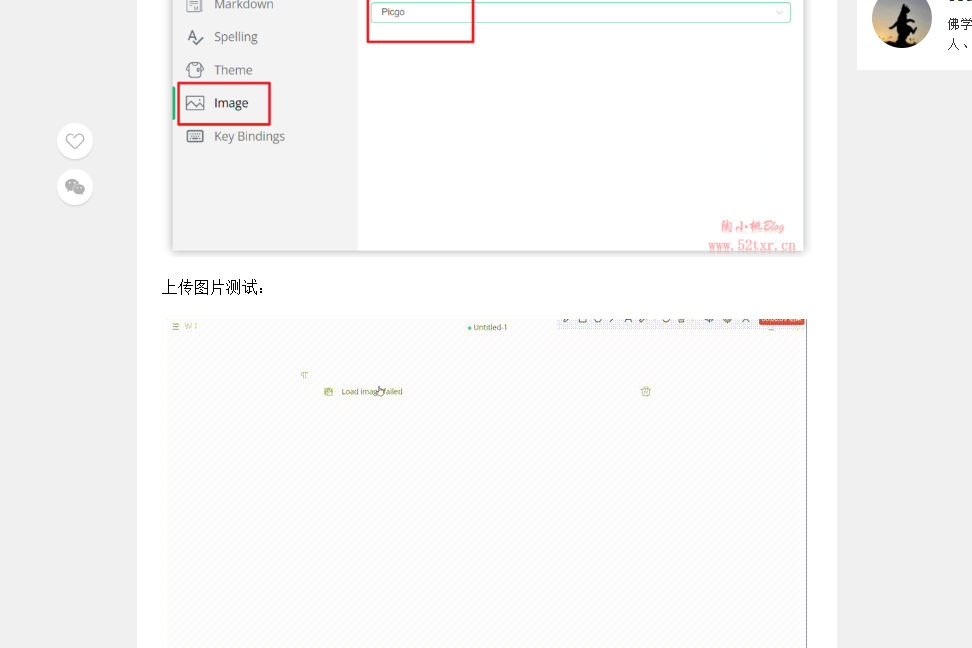 Markdown
Picgo
Spelling
Theme
Image
Key Bindings
陶小桃Blog
www.52txr.cn
上传图片测试：
Untitled-1
Load image failed
佛学
人、